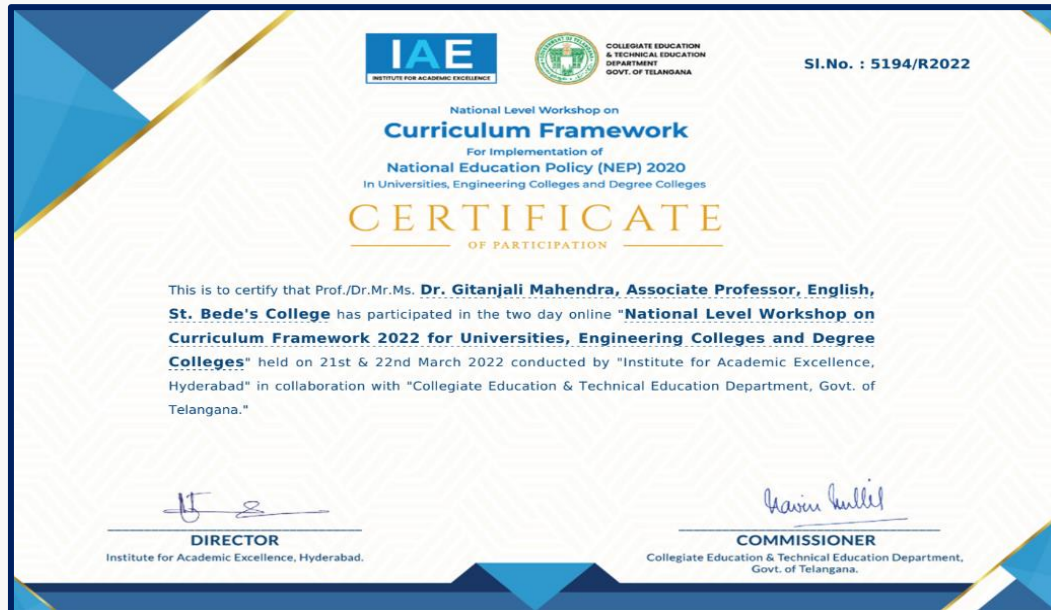 IAE
INSTITUTE FOR ACADEMIC EXCELLENCE
COLLEGIATE EDUCATION
& TECHNICAL EDUCATION
DEPARTMENT
GOVT. OF TELANGANA
Sl.No. : 5194/R2022
National Level Workshop on
Curriculum Framework
For Implementation of
National Education Policy (NEP) 2020
In Universities, Engineering Colleges and Degree Colleges
CERTIFICATE
OF PARTICIPATION
This is to certify that Prof./Dr.Mr.Ms. Dr. Gitanjali Mahendra, Associate Professor, English,
St. Bede's College has participated in the two day online "National Level Workshop on
Curriculum Framework 2022 for Universities, Engineering Colleges and Degree
Colleges" held on 21st & 22nd March 2022 conducted by "Institute for Academic Excellence,
Hyderabad" in collaboration with "Collegiate Education & Technical Education Department, Govt. of
Telangana."
DIRECTOR
Institute for Academic Excellence, Hyderabad.
COMMISSIONER
Collegiate Education & Technical Education Department,
Govt. of Telangana.